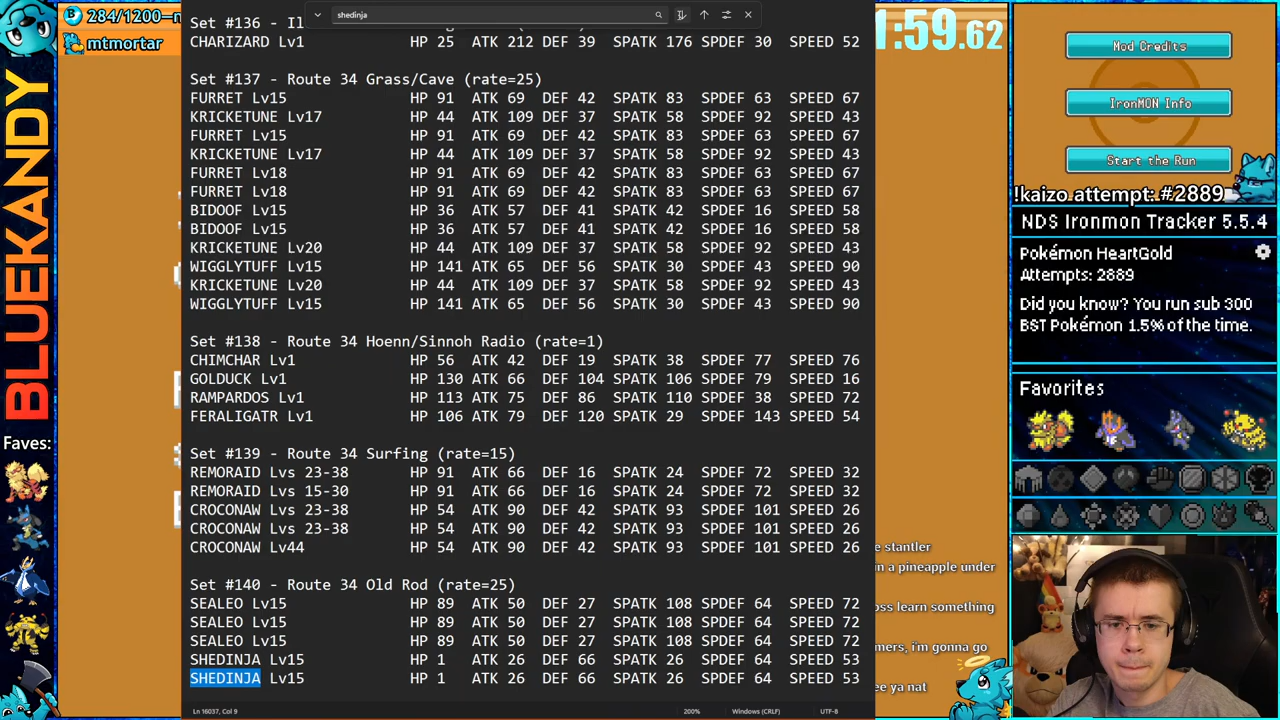 284/1200
mtmortar
BLUEKANDY
Faves:
shedinja
Set #136 - Il
CHARIZARD Lv1 HP 25 ATK 212 DEF 39 SPATK 176 SPDEF 30 SPEED 52
Set #137 - Route 34 Grass/Cave (rate=25)
FURRET Lv15 HP 91 ATK 69 DEF 42 SPATK 83 SPDEF 63 SPEED 67
KRICKETUNE Lv17 HP 44 ATK 109 DEF 37 SPATK 58 SPDEF 92 SPEED 43
FURRET Lv15 HP 91 ATK 69 DEF 42 SPATK 83 SPDEF 63 SPEED 67
KRICKETUNE Lv17 HP 44 ATK 109 DEF 37 SPATK 58 SPDEF 92 SPEED 43
FURRET Lv18 HP 91 ATK 69 DEF 42 SPATK 83 SPDEF 63 SPEED 67
FURRET Lv18 HP 91 ATK 69 DEF 42 SPATK 83 SPDEF 63 SPEED 67
BIDOOF Lv15 HP 36 ATK 57 DEF 41 SPATK 42 SPDEF 16 SPEED 58
BIDOOF Lv15 HP 36 ATK 57 DEF 41 SPATK 42 SPDEF 16 SPEED 58
KRICKETUNE Lv20 HP 44 ATK 109 DEF 37 SPATK 58 SPDEF 92 SPEED 43
WIGGLYTUFF Lv15 HP 141 ATK 65 DEF 56 SPATK 30 SPDEF 43 SPEED 90
KRICKETUNE Lv20 HP 44 ATK 109 DEF 37 SPATK 58 SPDEF 92 SPEED 43
WIGGLYTUFF Lv15 HP 141 ATK 65 DEF 56 SPATK 30 SPDEF 43 SPEED 90
Set #138 - Route 34 Hoenn/Sinnoh Radio (rate=1)
CHIMCHAR Lv1 HP 56 ATK 42 DEF 19 SPATK 38 SPDEF 77 SPEED 76
GOLDUCK Lv1 HP 130 ATK 66 DEF 104 SPATK 106 SPDEF 79 SPEED 16
RAMPARDOS Lv1 HP 113 ATK 75 DEF 86 SPATK 110 SPDEF 38 SPEED 72
FERALIGATR Lv1 HP 106 ATK 79 DEF 120 SPATK 29 SPDEF 143 SPEED 54
Set #139 - Route 34 Surfing (rate=15)
REMORAID Lvs 23-38 HP 91 ATK 66 DEF 16 SPATK 24 SPDEF 72 SPEED 32
REMORAID Lvs 15-30 HP 91 ATK 66 DEF 16 SPATK 24 SPDEF 72 SPEED 32
CROCONAW Lvs 23-38 HP 54 ATK 90 DEF 42 SPATK 93 SPDEF 101 SPEED 26
CROCONAW Lvs 23-38 HP 54 ATK 90 DEF 42 SPATK 93 SPDEF 101 SPEED 26
CROCONAW Lv44 HP 54 ATK 90 DEF 42 SPATK 93 SPDEF 101 SPEED 26
Set #140 - Route 34 Old Rod (rate=25)
SEALEO Lv15 HP 89 ATK 50 DEF 27 SPATK 108 SPDEF 64 SPEED 72
SEALEO Lv15 HP 89 ATK 50 DEF 27 SPATK 108 SPDEF 64 SPEED 72
SEALEO Lv15 HP 89 ATK 50 DEF 27 SPATK 108 SPDEF 64 SPEED 72
SHEDINJA Lv15 HP 1 ATK 26 DEF 66 SPATK 26 SPDEF 64 SPEED 53
SHEDINJA Lv15 HP 1 ATK 26 DEF 66 SPATK 26 SPDEF 64 SPEED 53
Ln 16037, Col 9 200% Windows (CRLF) UTF-8
1:59.62
stantler
in a pineapple under
learn something
i'm gonna go
ya nat
Mod Credits
IronMON Info
Start the Run
!kaizo attempt: #2889
NDS Ironmon Tracker 5.5.4
Pokémon HeartGold
Attempts: 2889
Did you know? You run sub 300
BST Pokémon 1.5% of the time.
Favorites